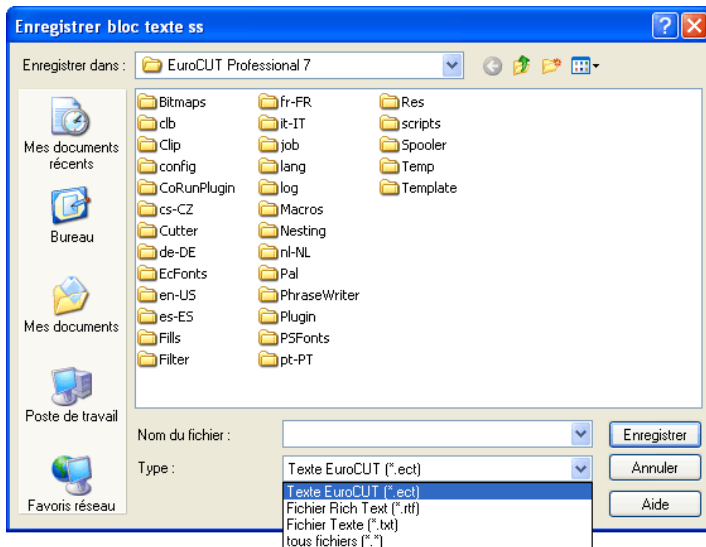 Enregistrer bloc texte ss
Enregistrer dans :
EuroCUT Professional 7
Mes documents
récents
Bureau
Mes documents
Poste de travail
Favoris réseau
Bitmaps
clb
Clip
config
CoRunPlugin
cs-CZ
Cutter
de-DE
EcFonts
en-US
es-ES
Fills
Filter
fr-FR
it-IT
job
lang
log
Macros
Nesting
nl-NL
Pal
PhraseWriter
Plugin
PSFonts
pt-PT
Res
scripts
Spooler
Temp
Template
Nom du fichier :
Enregistrer
Type :
Texte EuroCUT (*.ect)
Annuler
Texte EuroCUT (*.ect)
Fichier Rich Text (*.rtf)
Fichier Texte (*.txt)
tous fichiers (*.*)
Aide